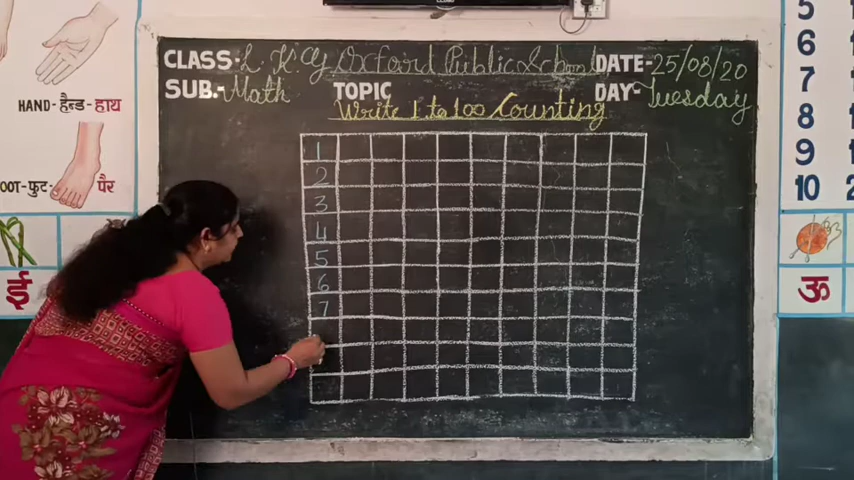 CLASS:- L.K.G Oxford Public School DATE-25/08/20
SUB.- Math TOPIC DAY:- Tuesday
Write 1 to 100 Counting
1
2
3
4
5
6
7
HAND-हैन्ड-हाथ
OOT-फुट पैर
ई
ऊ
5
6
7
8
9
10